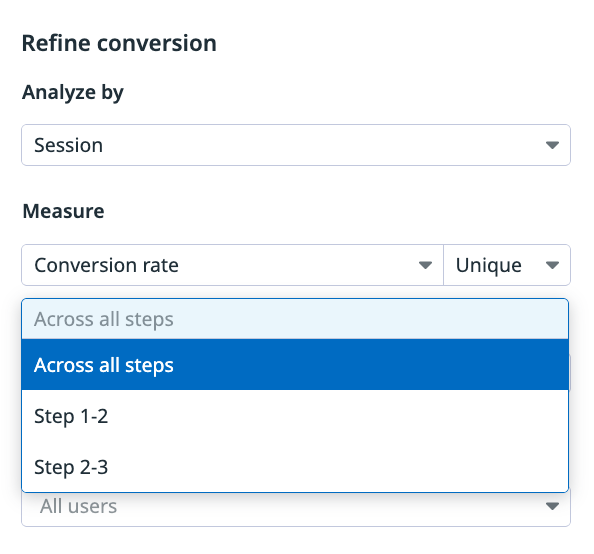 Refine conversion
Analyze by
Session
Measure
Conversion rate Unique
Across all steps
Across all steps
Step 1-2
Step 2-3
All users